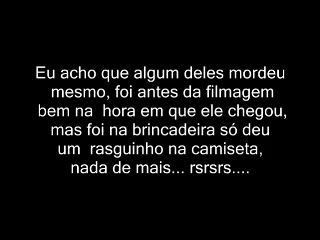 Eu acho que algum deles mordeu
mesmo, foi antes da filmagem
bem na  hora em que ele chegou,
mas foi na brincadeira só deu
um  rasguinho na camiseta,
nada de mais... rsrsrs....